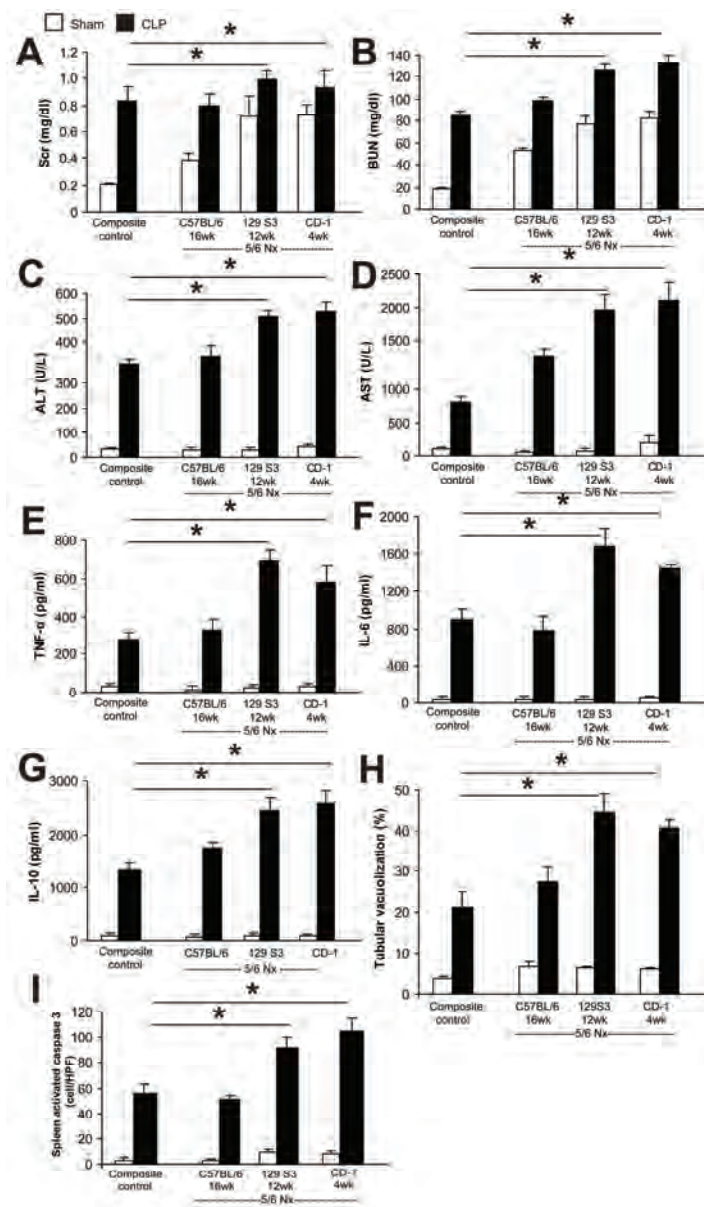 Sham CLP
A
Scr (mg/dl)
1.2
1.0
0.8
0.6
0.4
0.2
0
*
*
Composite control
C57BL/6 16wk
129 S3 12wk
CD-1 4wk
5/6 Nx
B
BUN (mg/dl)
140
120
100
80
60
40
20
0
*
*
Composite control
C57BL/6 16wk
129 S3 12wk
CD-1 4wk
5/6 Nx
C
ALT (U/L)
600
500
400
300
200
100
0
*
*
Composite control
C57BL/6 16wk
129 S3 12wk
CD-1 4wk
5/6 Nx
D
AST (U/L)
2500
2000
1500
1000
500
0
*
*
Composite control
C57BL/6 16wk
129 S3 12wk
CD-1 4wk
5/6 Nx
E
TNF-α (pg/ml)
800
600
400
200
0
*
*
Composite control
C57BL/6 16wk
129 S3 12wk
CD-1 4wk
5/6 Nx
F
IL-6 (pg/ml)
2000
1600
1200
800
400
0
*
*
Composite control
C57BL/6 16wk
129 S3 12wk
CD-1 4wk
5/6 Nx
G
IL-10 (pg/ml)
3000
2000
1000
0
*
*
Composite control
C57BL/6
129 S3
CD-1
5/6 Nx
H
Tubular vacuolization (%)
50
40
30
20
10
0
*
*
Composite control
C57BL/6 16wk
129S3 12wk
CD-1 4wk
5/6 Nx
I
Spleen activated caspase 3 (cell/HPF)
120
100
80
60
40
20
0
*
*
Composite control
C57BL/6 16wk
129 S3 12wk
CD-1 4wk
5/6 Nx